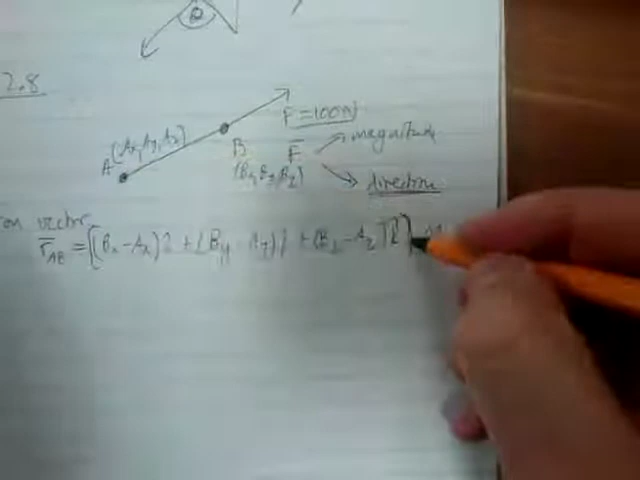 2.8
F = 100N
(Ax, Ay, Az)
magnitude
B
F̅
A
(Bx, By, Bz)
direction
on vector
r̅AB = [(Bx - Ax) î + (By - Ay) ĵ + (Bz - Az) k̂]